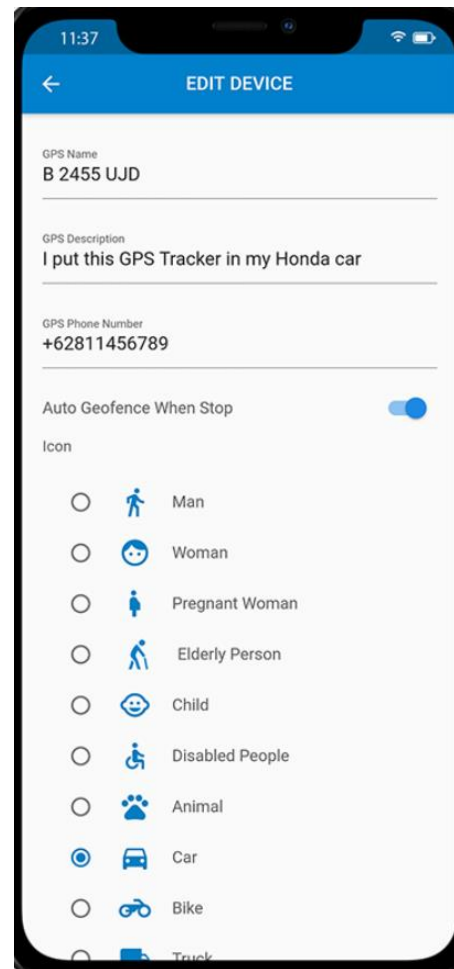 11:37
EDIT DEVICE
GPS Name
B 2455 UJD
GPS Description
I put this GPS Tracker in my Honda car
GPS Phone Number
+62811456789
Auto Geofence When Stop
Icon
Man
Woman
Pregnant Woman
Elderly Person
Child
Disabled People
Animal
Car
Bike
Truck